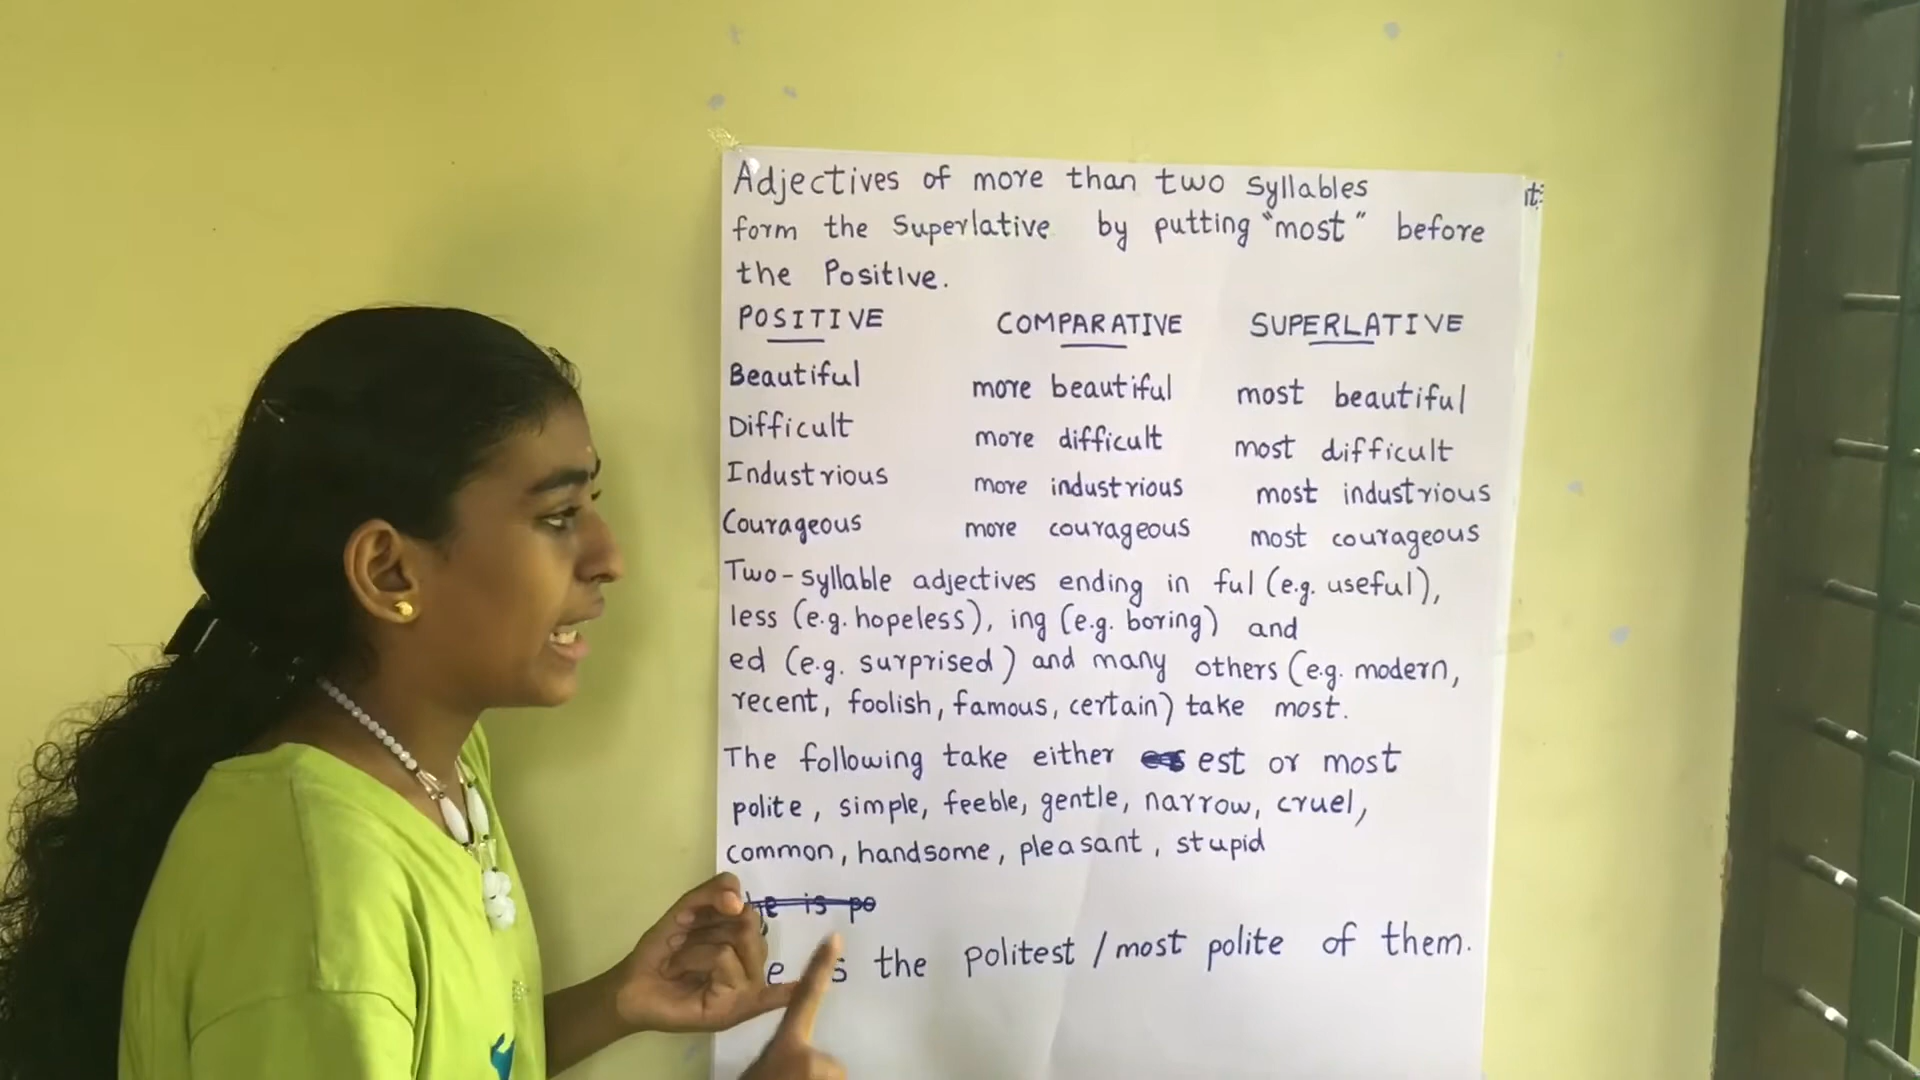 Adjectives of more than two syllables
form the Superlative by putting "most" before
the Positive.
POSITIVE COMPARATIVE SUPERLATIVE
Beautiful more beautiful most beautiful
Difficult more difficult most difficult
Industrious more industrious most industrious
Courageous more courageous most courageous
Two-syllable adjectives ending in ful (e.g. useful),
less (e.g. hopeless), ing (e.g. boring) and
ed (e.g. surprised) and many others (e.g. modern,
recent, foolish, famous, certain) take most.
The following take either est or most
polite, simple, feeble, gentle, narrow, cruel,
common, handsome, pleasant, stupid
the politest / most polite of them.